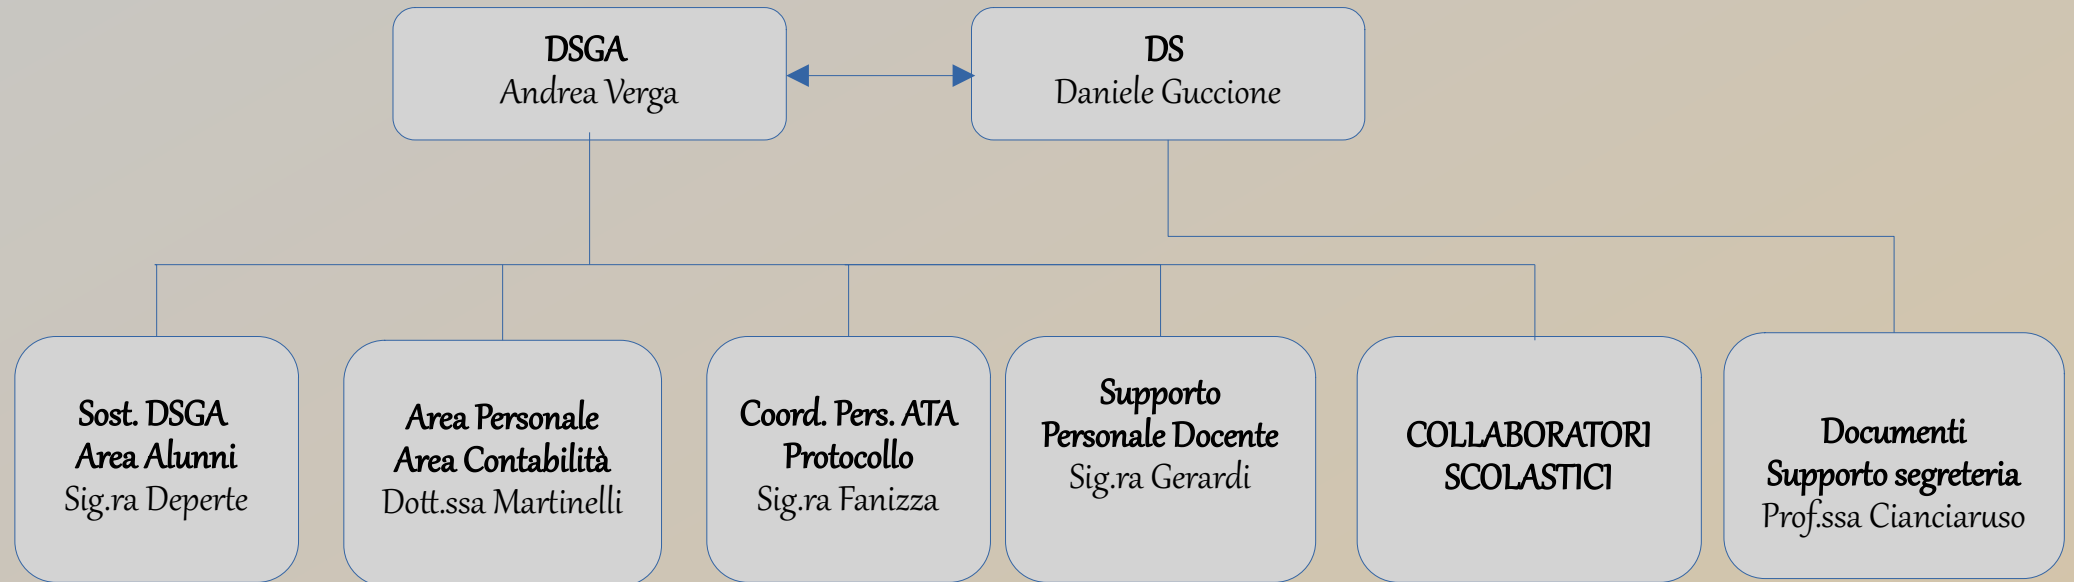 DSGA
Andrea Verga
DS
Daniele Guccione
Sost. DSGA
Area Alunni
Sig.ra Deperte
Area Personale
Area Contabilità
Dott.ssa Martinelli
Coord. Pers. ATA
Protocollo
Sig.ra Fanizza
Supporto
Personale Docente
Sig.ra Gerardi
COLLABORATORI
SCOLASTICI
Documenti
Supporto segreteria
Prof.ssa Cianciaruso